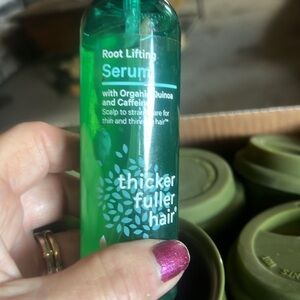 Root Lifting
Serum
with Organic Quinoa
and Caffeine
Scalp to strand care for
thin and thinning hair™
thicker
fuller
hair®